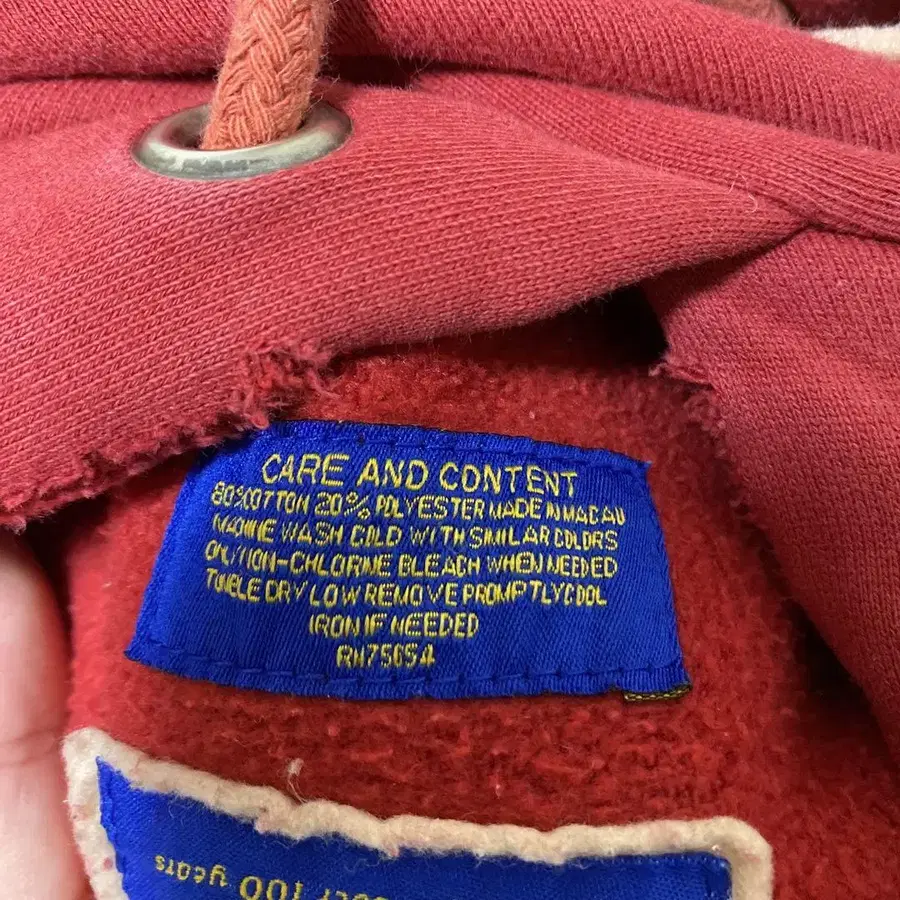 CARE AND CONTENT
80%COTTON 20% POLYESTER MADE IN MACAU
MACHINE WASH COLD WITH SIMILAR COLORS
ONLY NON-CHLORINE BLEACH WHEN NEEDED
TUMBLE DRY LOW REMOVE PROMPTLY COOL
IRON IF NEEDED
RN75654
100 years